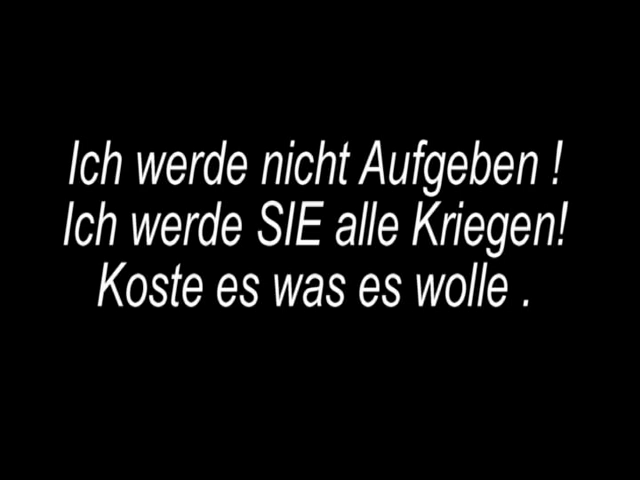 Ich werde nicht Aufgeben !
Ich werde SIE alle Kriegen!
Koste es was es wolle .